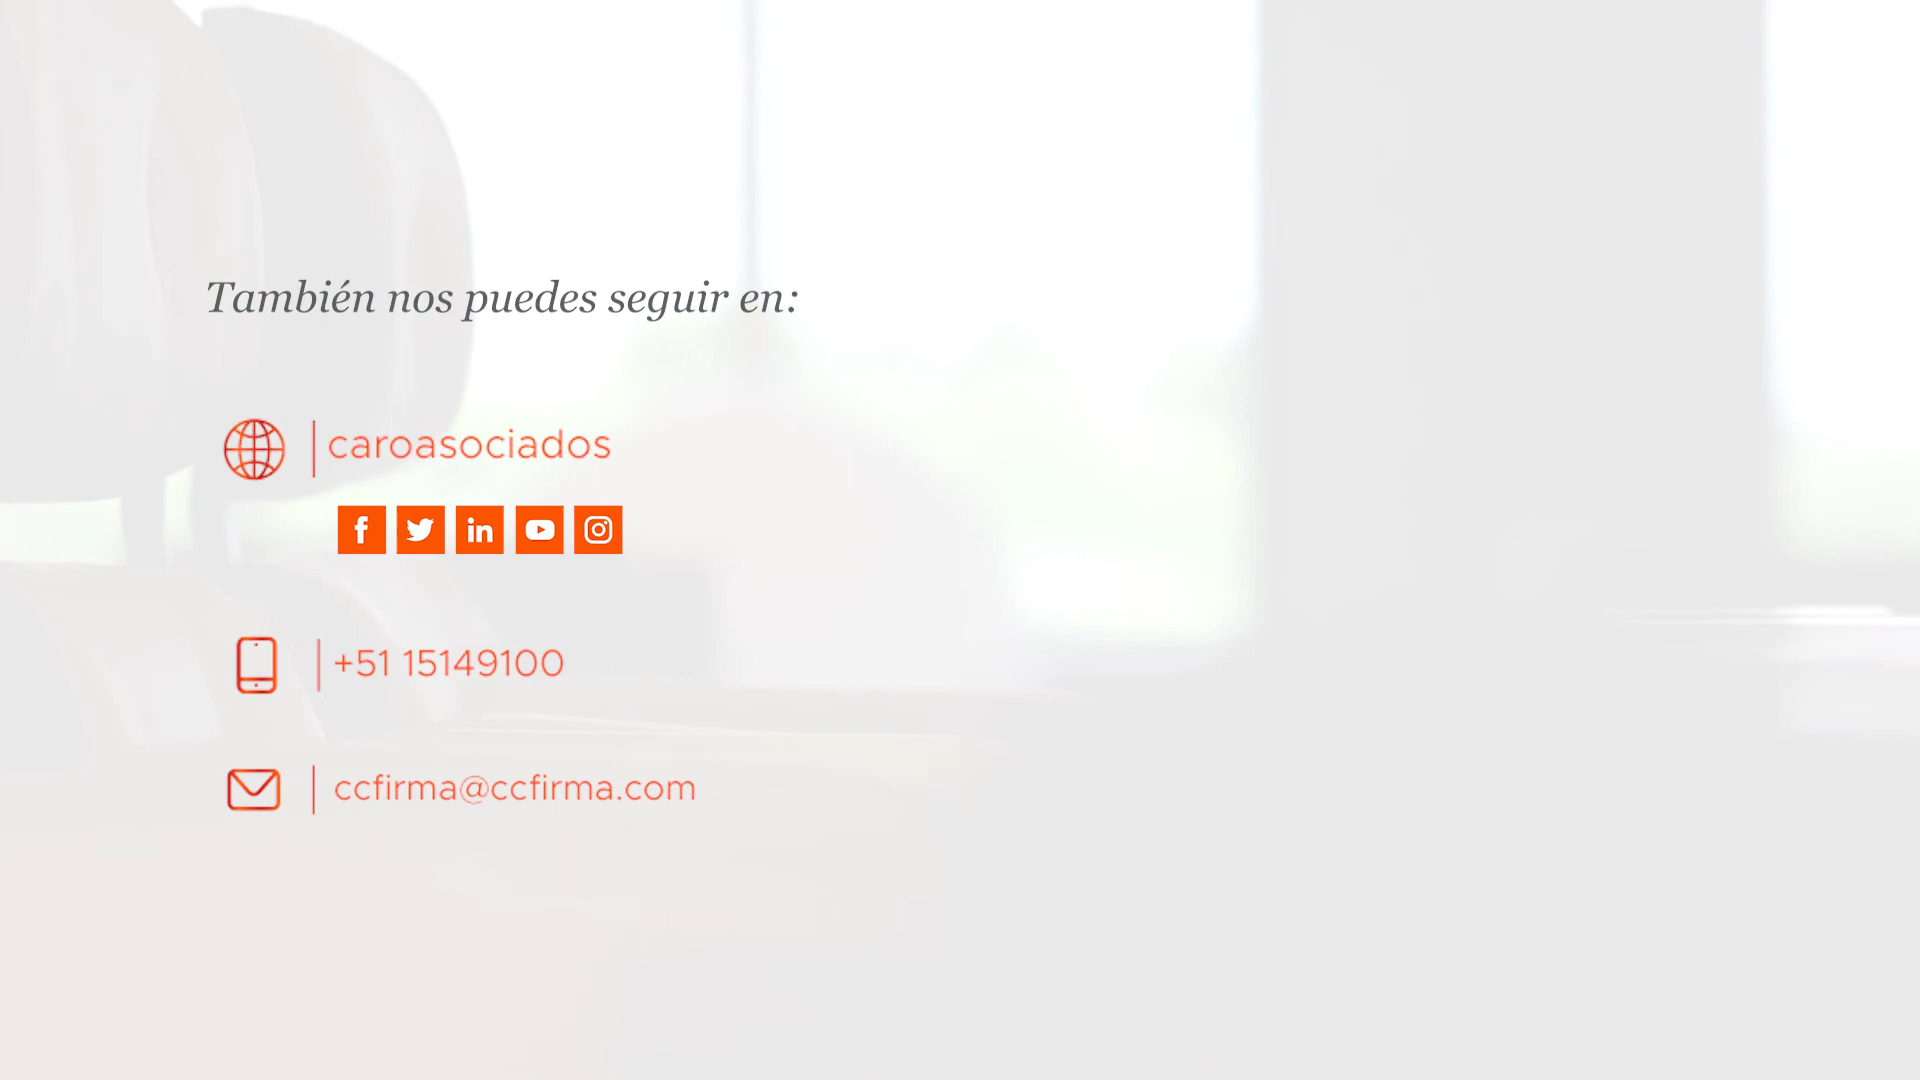 También nos puedes seguir en:
caroasociados
+51 15149100
ccfirma@ccfirma.com